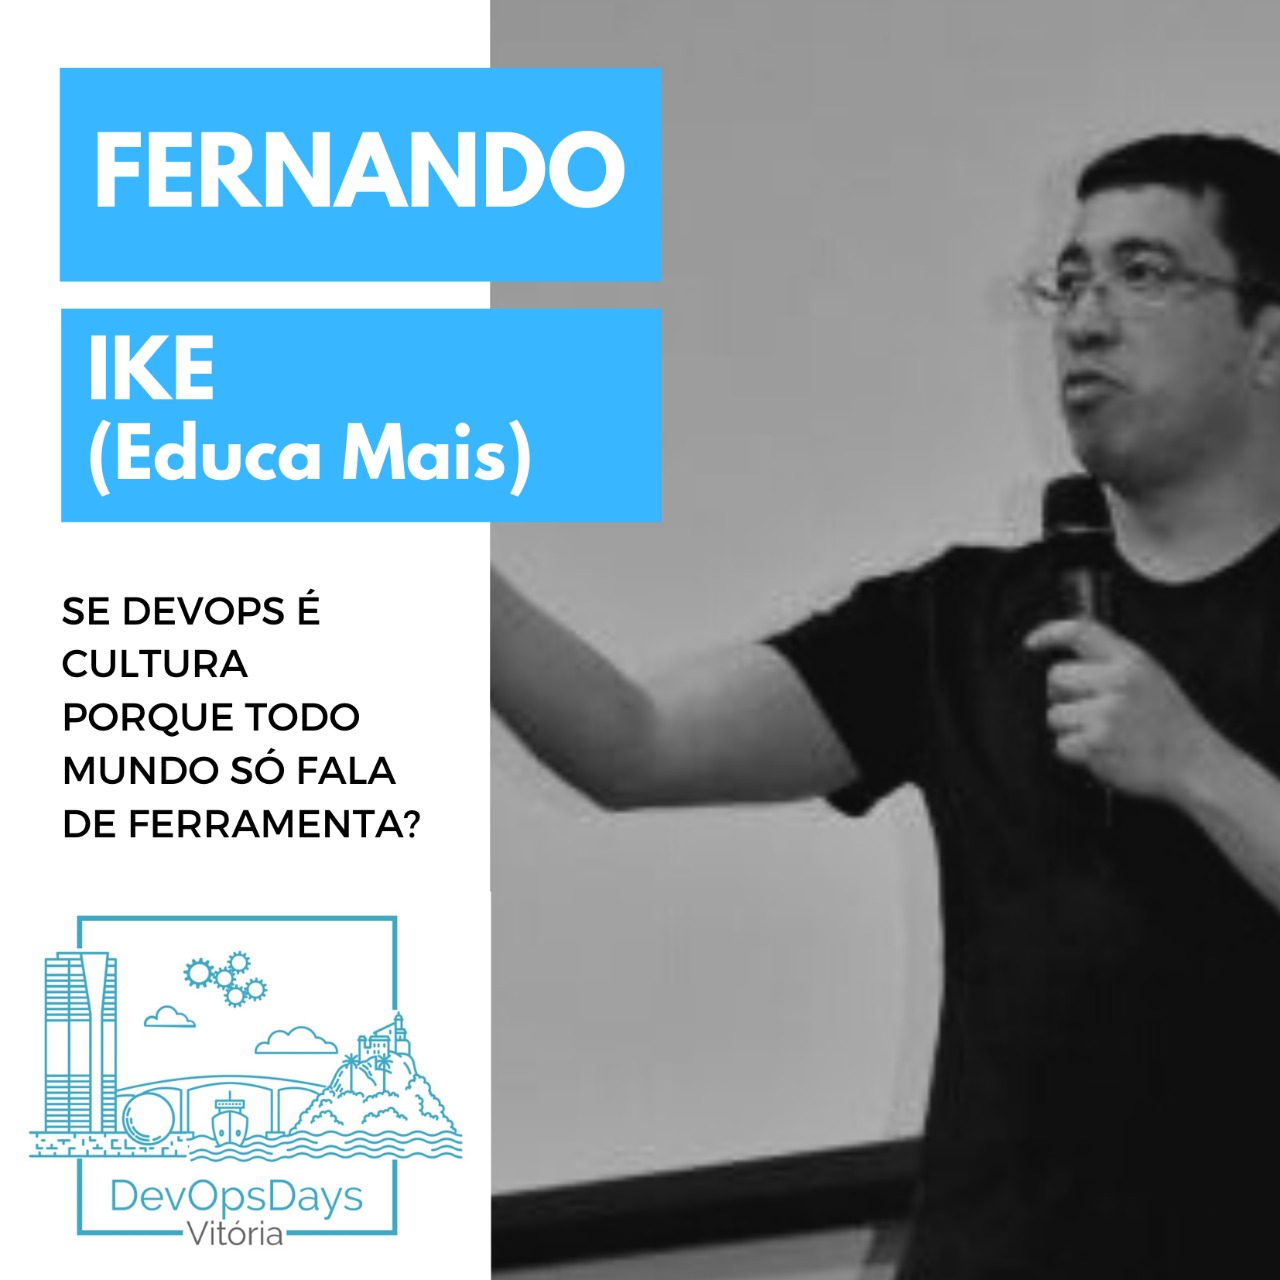 FERNANDO
IKE
(Educa Mais)
SE DEVOPS É
CULTURA
PORQUE TODO
MUNDO SÓ FALA
DE FERRAMENTA?
DevOpsDays
Vitória